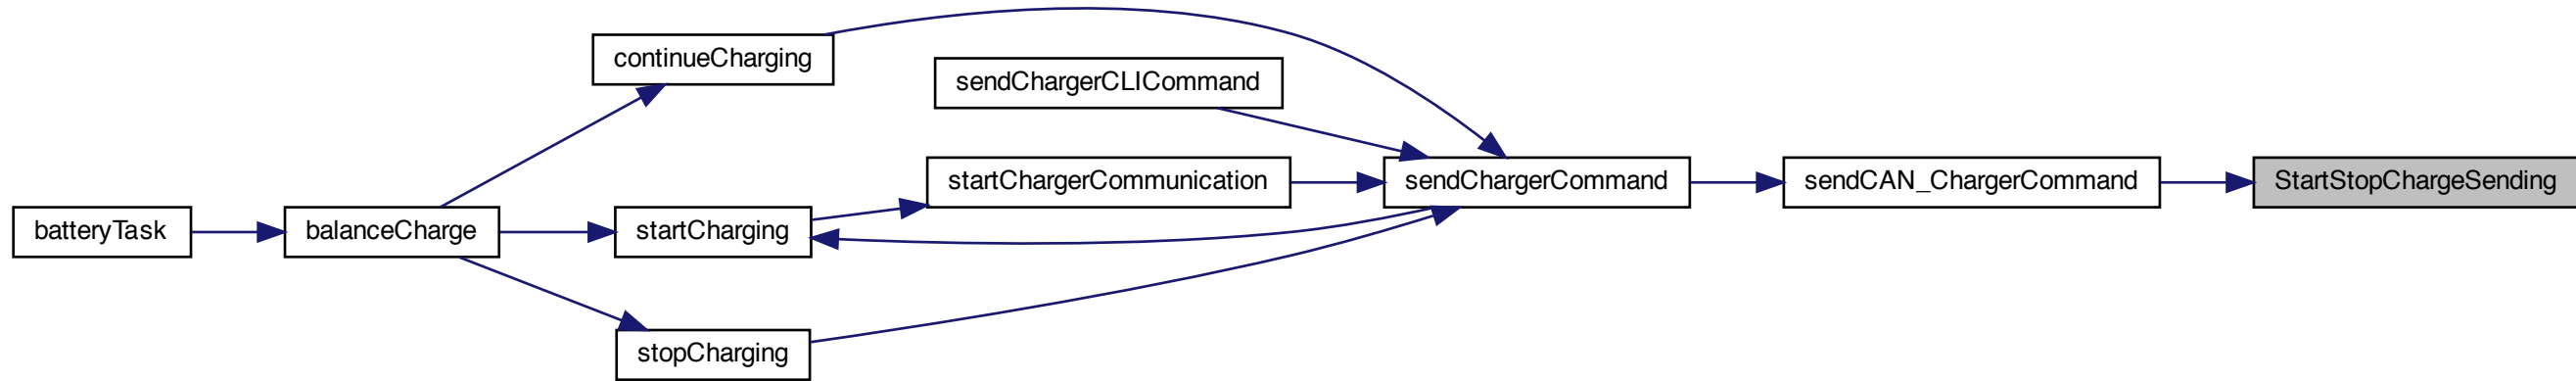 continueCharging
sendChargerCLICommand
startChargerCommunication
sendChargerCommand
sendCAN_ChargerCommand
StartStopChargeSending
batteryTask
balanceCharge
startCharging
stopCharging